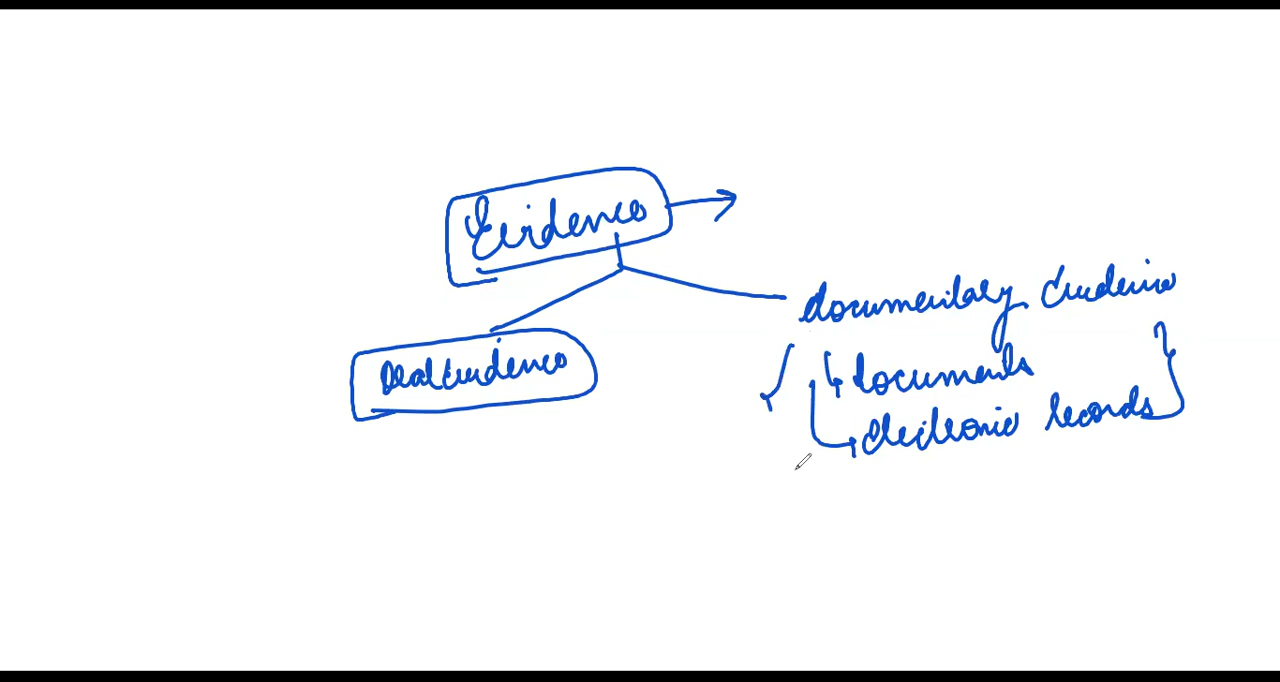 Evidence
documentary Evidence
Oral Evidence
documents
electronic records